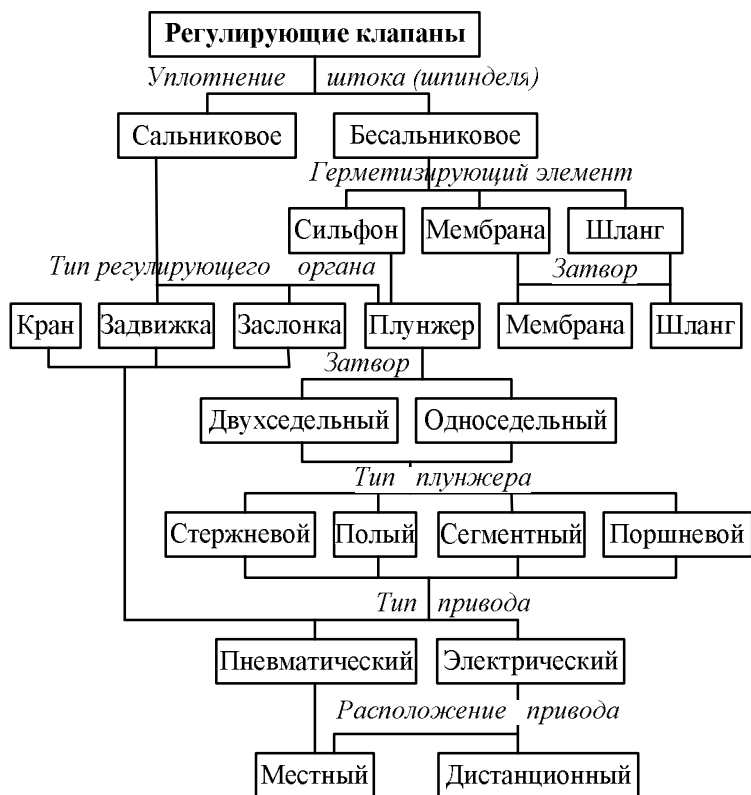 Регулирующие клапаны
Уплотнение штока (шпинделя)
Сальниковое Бесальниковое
Герметизирующий элемент
Сильфон Мембрана Шланг
Тип регулирующего органа Затвор
Кран Задвижка Заслонка Плунжер Мембрана Шланг
Затвор
Двухседельный Односедельный
Тип плунжера
Стержневой Полый Сегментный Поршневой
Тип привода
Пневматический Электрический
Расположение привода
Местный Дистанционный